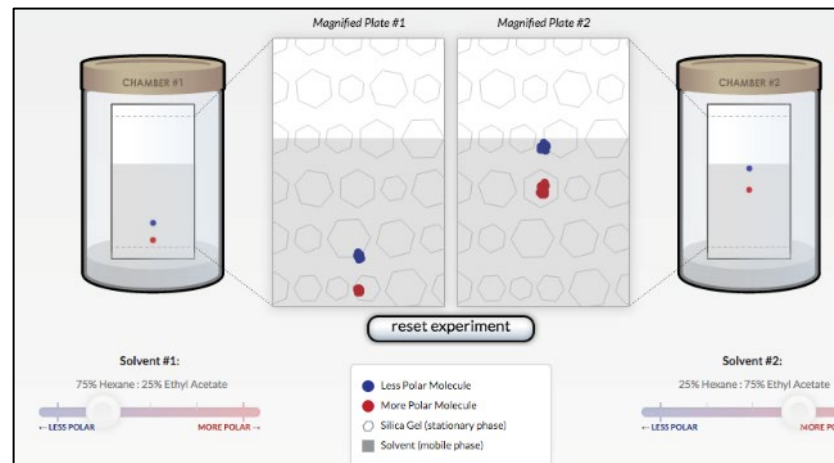 Magnified Plate #1
Magnified Plate #2
CHAMBER #1
CHAMBER #2
reset experiment
Solvent #1:
75% Hexane : 25% Ethyl Acetate
← LESS POLAR
MORE POLAR →
Less Polar Molecule
More Polar Molecule
Silica Gel (stationary phase)
Solvent (mobile phase)
Solvent #2:
25% Hexane : 75% Ethyl Acetate
← LESS POLAR
MORE